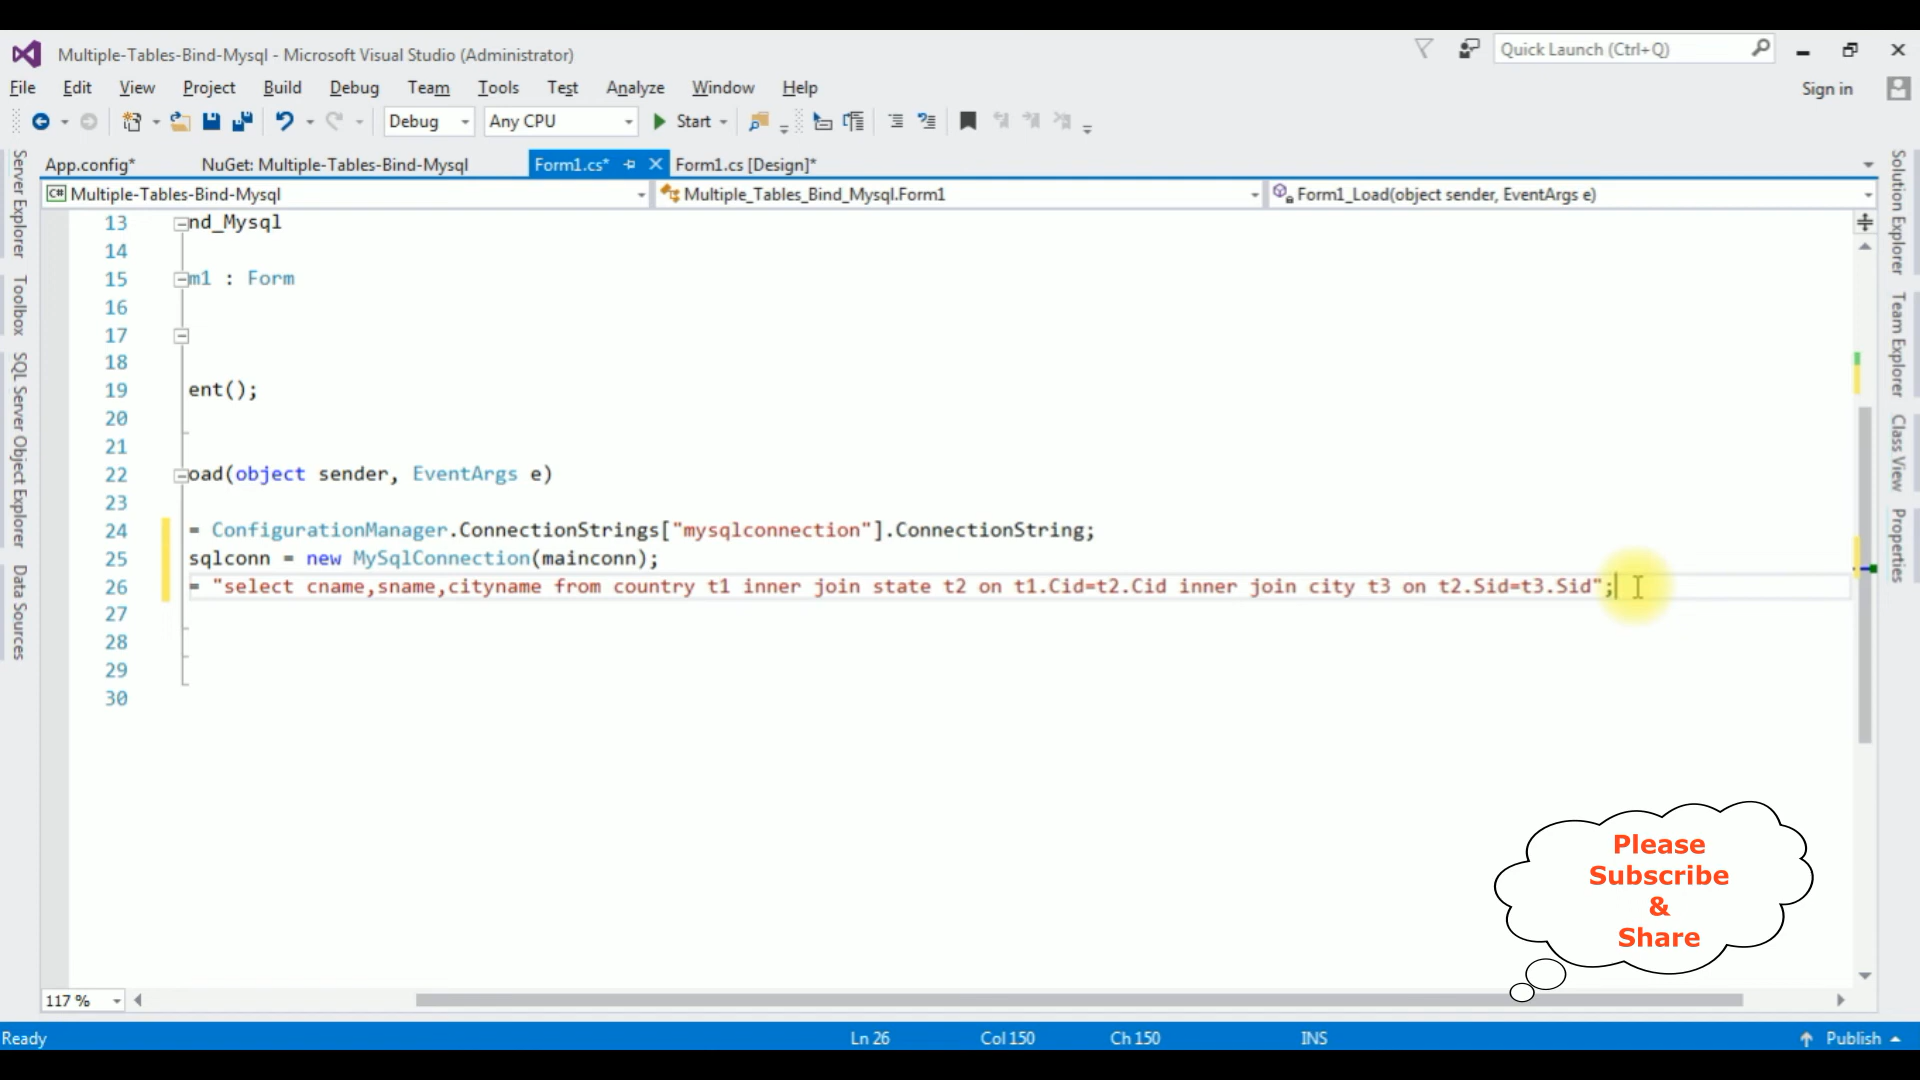 Multiple-Tables-Bind-Mysql - Microsoft Visual Studio (Administrator)
Quick Launch (Ctrl+Q)
File Edit View Project Build Debug Team Tools Test Analyze Window Help
Sign in
Debug Any CPU Start
App.config* NuGet: Multiple-Tables-Bind-Mysql Form1.cs* Form1.cs [Design]*
C# Multiple-Tables-Bind-Mysql Multiple_Tables_Bind_Mysql.Form1 Form1_Load(object sender, EventArgs e)
Server Explorer
Toolbox
SQL Server Object Explorer
Data Sources
13 nd_Mysql
14
15 m1 : Form
16
17
18
19 ent();
20
21
22 oad(object sender, EventArgs e)
23
24 = ConfigurationManager.ConnectionStrings["mysqlconnection"].ConnectionString;
25 sqlconn = new MySqlConnection(mainconn);
26 = "select cname,sname,cityname from country t1 inner join state t2 on t1.Cid=t2.Cid inner join city t3 on t2.Sid=t3.Sid";
27
28
29
30
Solution Explorer
Team Explorer
Class View
Properties
Please
Subscribe
&
Share
117 %
Ready Ln 26 Col 150 Ch 150 INS Publish